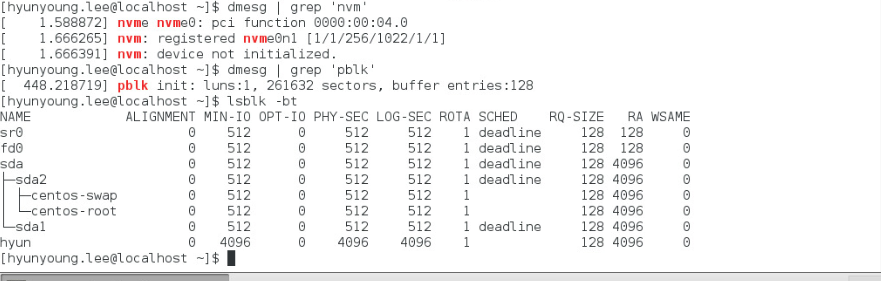 [hyunyoung.lee@localhost ~]$ dmesg | grep 'nvm'
[    1.588872] nvme nvme0: pci function 0000:00:04.0
[    1.666265] nvm: registered nvme0n1 [1/1/256/1022/1/1]
[    1.666391] nvm: device not initialized.
[hyunyoung.lee@localhost ~]$ dmesg | grep 'pblk'
[  448.218719] pblk init: luns:1, 261632 sectors, buffer entries:128
[hyunyoung.lee@localhost ~]$ lsblk -bt
NAME            ALIGNMENT MIN-IO OPT-IO PHY-SEC LOG-SEC ROTA SCHED    RQ-SIZE   RA WSAME
sr0                     0    512      0     512     512    1 deadline     128  128     0
fd0                     0    512      0     512     512    1 deadline     128  128     0
sda                     0    512      0     512     512    1 deadline     128 4096     0
├─sda2                  0    512      0     512     512    1 deadline     128 4096     0
│ ├─centos-swap         0    512      0     512     512    1              128 4096     0
│ └─centos-root         0    512      0     512     512    1              128 4096     0
└─sda1                  0    512      0     512     512    1 deadline     128 4096     0
hyun                    0   4096      0    4096    4096    1              128 4096     0
[hyunyoung.lee@localhost ~]$